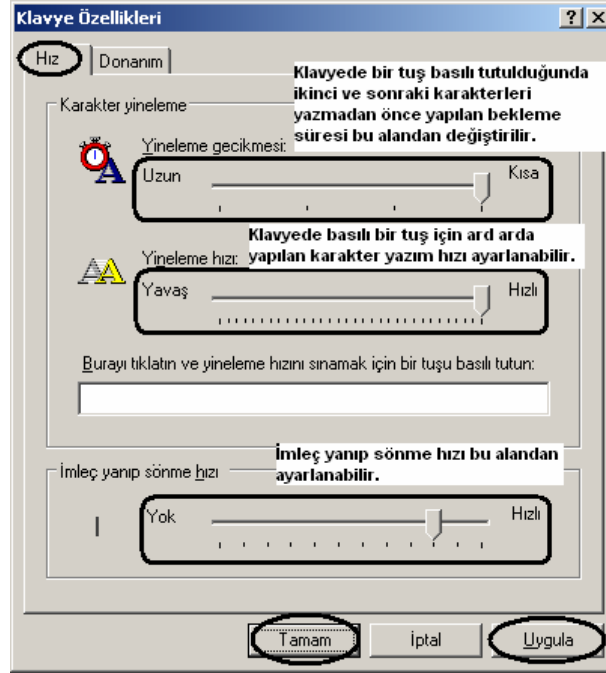 Klavye Özellikleri
Hız Donanım
Klavyede bir tuş basılı tutulduğunda
ikinci ve sonraki karakterleri
yazmadan önce yapılan bekleme
süresi bu alandan değiştirilir.
Karakter yineleme
Yineleme gecikmesi:
Uzun Kısa
Klavyede basılı bir tuş için ard arda
yapılan karakter yazım hızı ayarlanabilir.
Yineleme hızı:
Yavaş Hızlı
Burayı tıklatın ve yineleme hızını sınamak için bir tuşu basılı tutun:
İmleç yanıp sönme hızı bu alandan
ayarlanabilir.
İmleç yanıp sönme hızı
Yok Hızlı
Tamam İptal Uygula